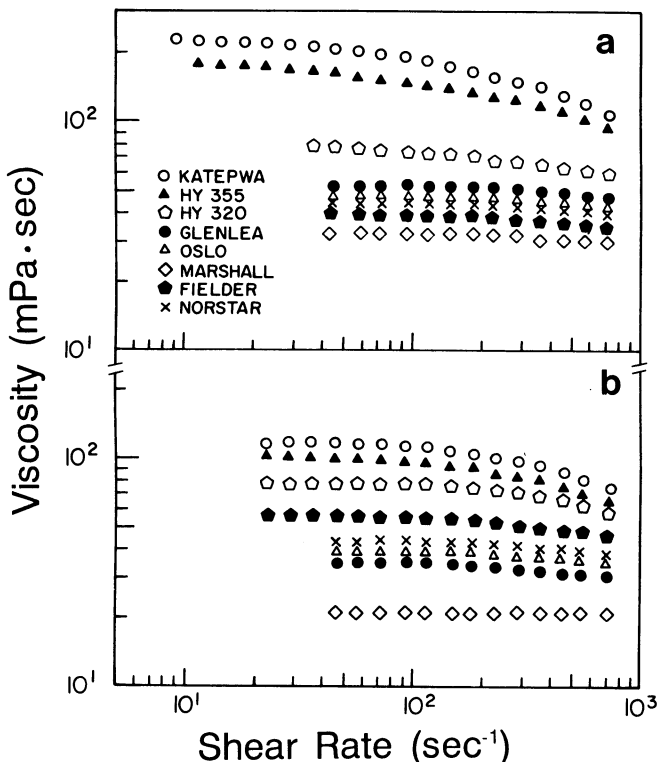 a
10²
○ KATEPWA
▲ HY 355
⬠ HY 320
● GLENLEA
△ OSLO
◇ MARSHALL
⬟ FIELDER
× NORSTAR
10¹
b
10²
10¹
10¹ 10² 10³
Viscosity (mPa·sec)
Shear Rate (sec⁻¹)